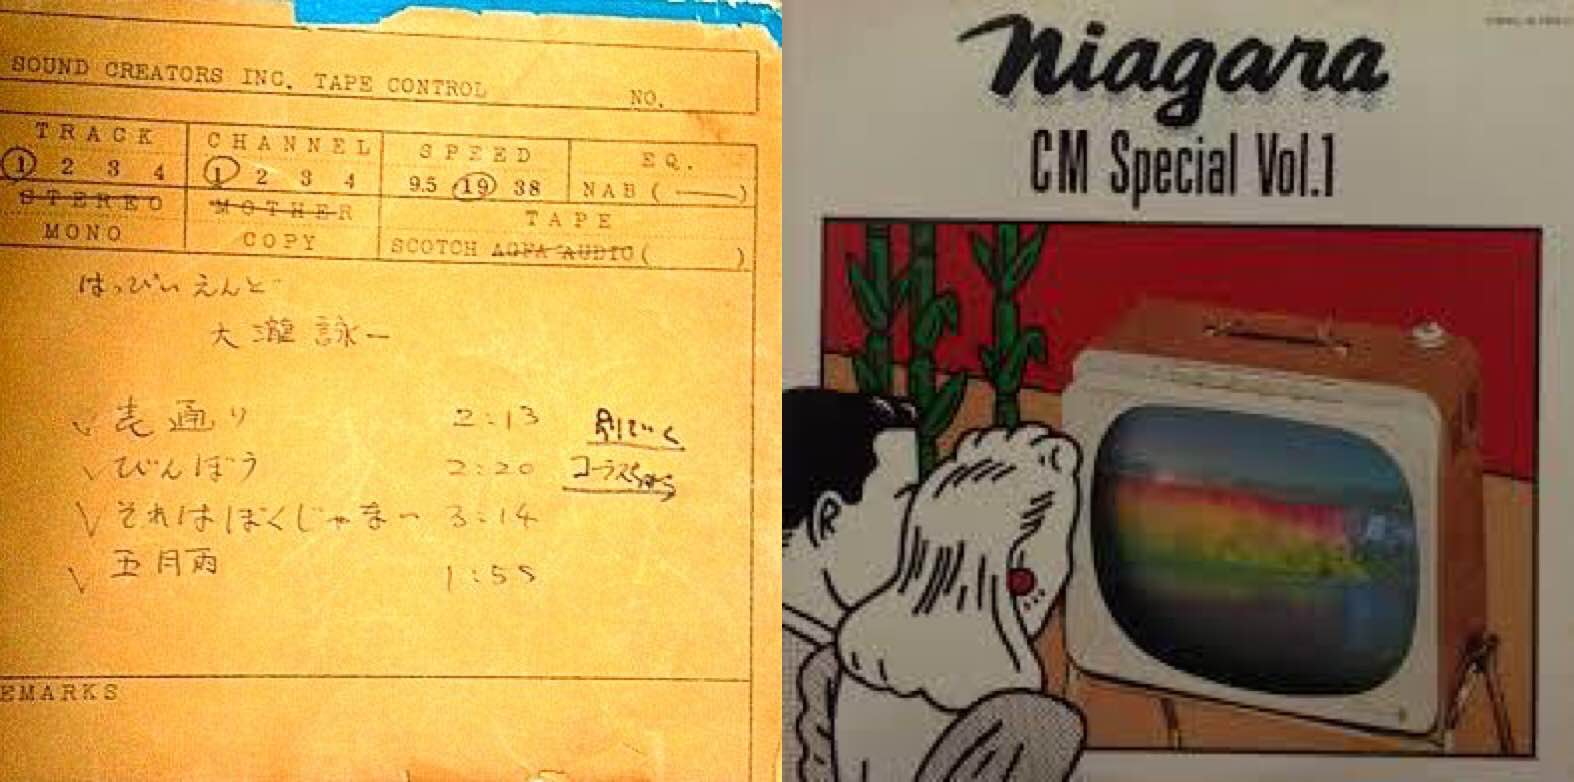 SOUND CREATORS INC. TAPE CONTROL NO.
TRACK CHANNEL SPEED EQ.
1 2 3 4 1 2 3 4 9.5 19 38 NAB ( )
STEREO MOTHER TAPE
MONO COPY SCOTCH AGFA AUDIO ( )
はっぴいえんど
大瀧詠一
表通り 2:13
びんぼう 2:20
それはぼくじゃない 3:14
五月雨 1:55
EMARKS
Niagara
CM Special Vol.1